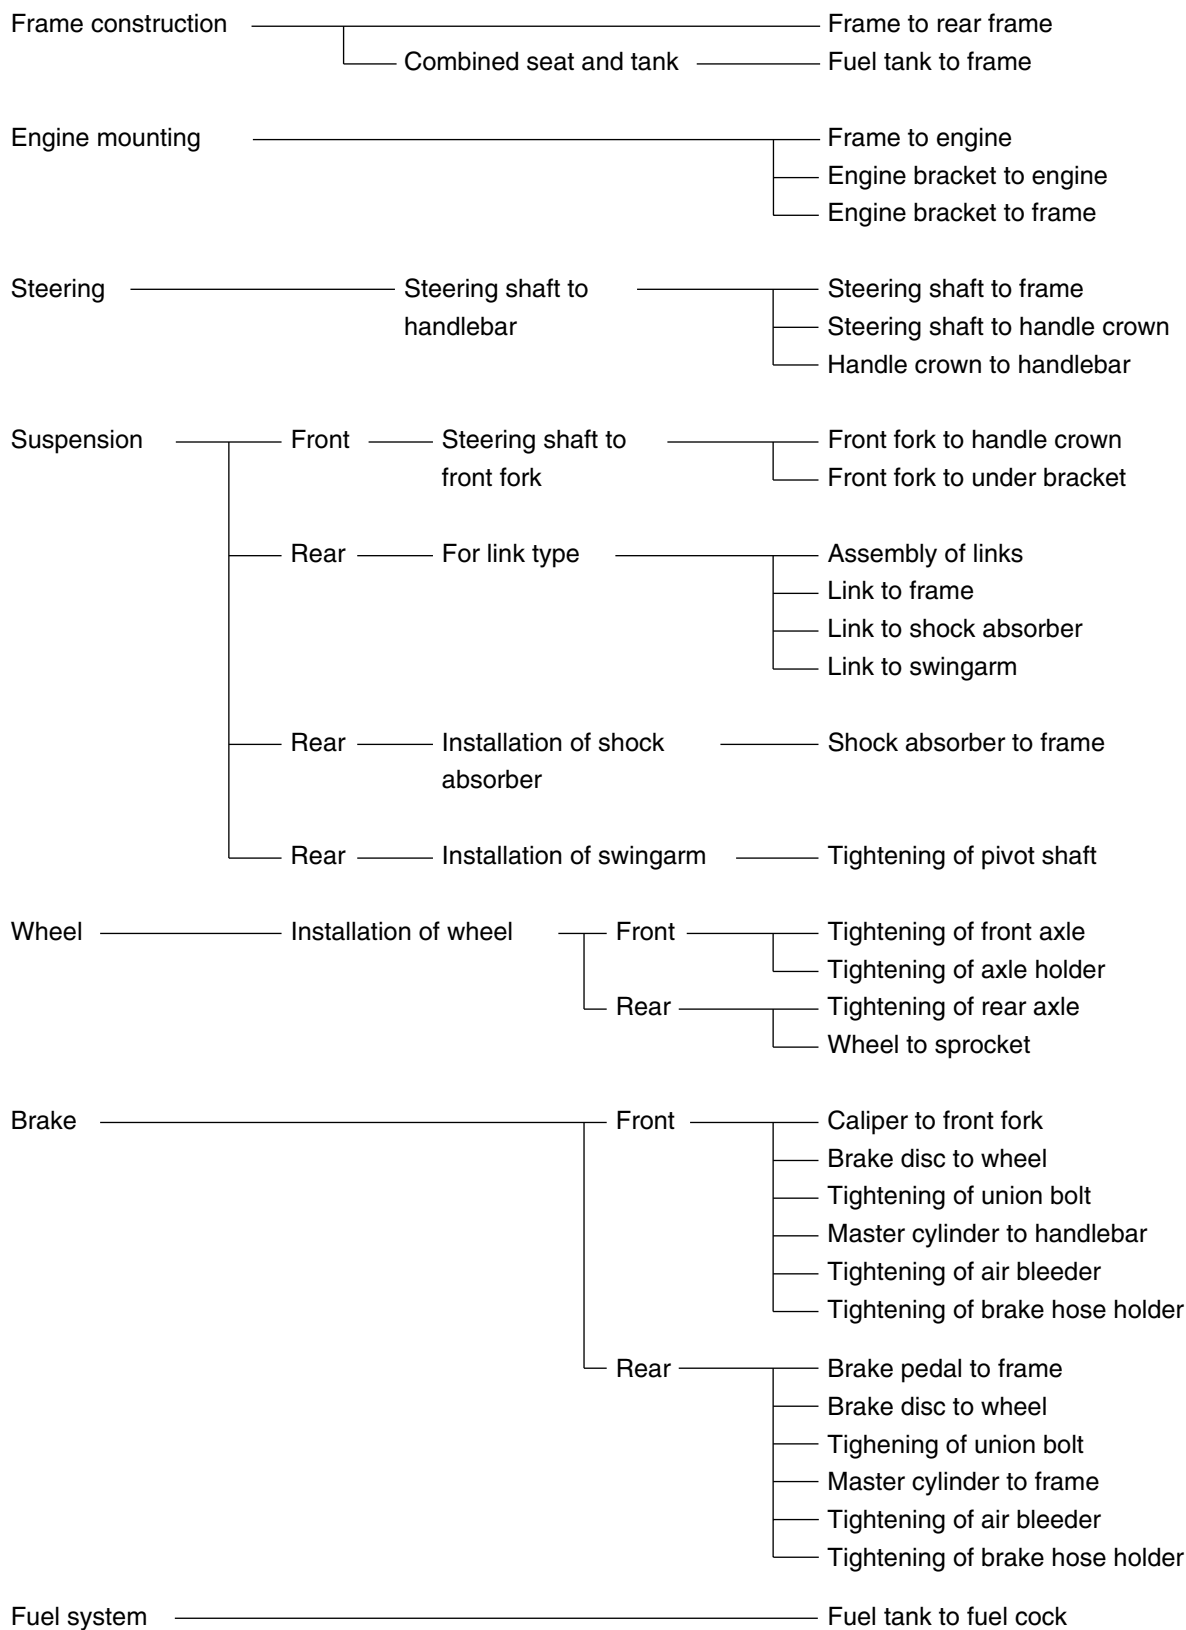 Frame construction Frame to rear frame
Combined seat and tank Fuel tank to frame
Engine mounting Frame to engine
Engine bracket to engine
Engine bracket to frame
Steering Steering shaft to Steering shaft to frame
handlebar Steering shaft to handle crown
Handle crown to handlebar
Suspension Front Steering shaft to Front fork to handle crown
front fork Front fork to under bracket
Rear For link type Assembly of links
Link to frame
Link to shock absorber
Link to swingarm
Rear Installation of shock Shock absorber to frame
absorber
Rear Installation of swingarm Tightening of pivot shaft
Wheel Installation of wheel Front Tightening of front axle
Tightening of axle holder
Rear Tightening of rear axle
Wheel to sprocket
Brake Front Caliper to front fork
Brake disc to wheel
Tightening of union bolt
Master cylinder to handlebar
Tightening of air bleeder
Tightening of brake hose holder
Rear Brake pedal to frame
Brake disc to wheel
Tighening of union bolt
Master cylinder to frame
Tightening of air bleeder
Tightening of brake hose holder
Fuel system Fuel tank to fuel cock